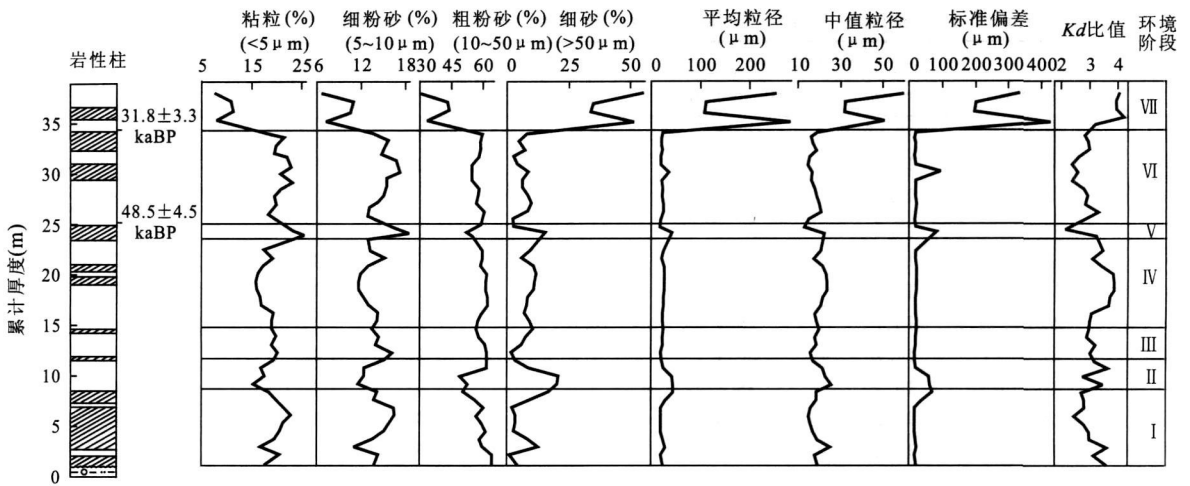 粘粒(%) 细粉砂(%) 粗粉砂(%) 细砂(%) 平均粒径 中值粒径 标准偏差 Kd比值 环境
(<5μm) (5~10μm) (10~50μm) (>50μm) (μm) (μm) (μm) 阶段
岩性柱
5 15 25 6 12 18 30 45 60 0 25 50 0 100 200 10 30 50 0 100 200 300 400 2 3 4
31.8±3.3
kaBP
48.5±4.5
kaBP
累计厚度(m)
35
30
25
20
15
10
5
0
Ⅶ
Ⅵ
Ⅴ
Ⅳ
Ⅲ
Ⅱ
Ⅰ